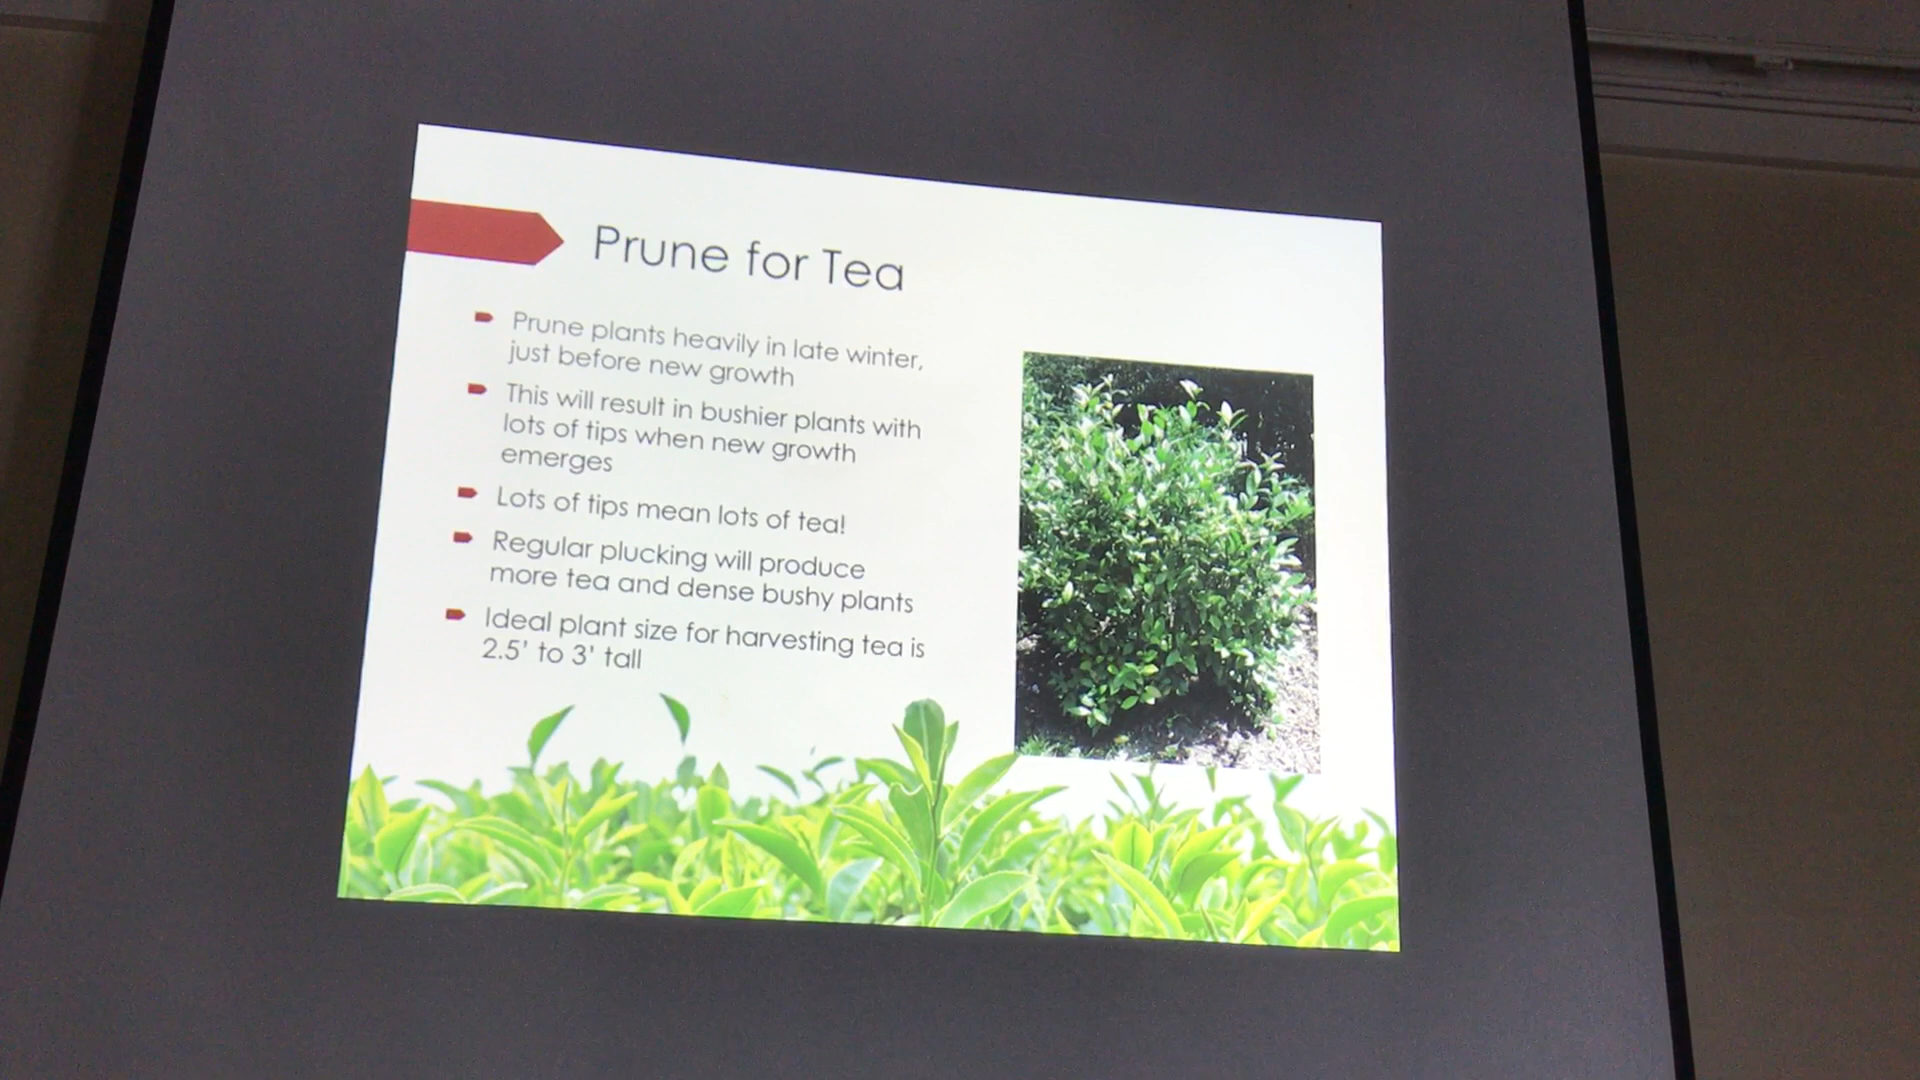 Prune for Tea
Prune plants heavily in late winter,
just before new growth
This will result in bushier plants with
lots of tips when new growth
emerges
Lots of tips mean lots of tea!
Regular plucking will produce
more tea and dense bushy plants
Ideal plant size for harvesting tea is
2.5' to 3' tall